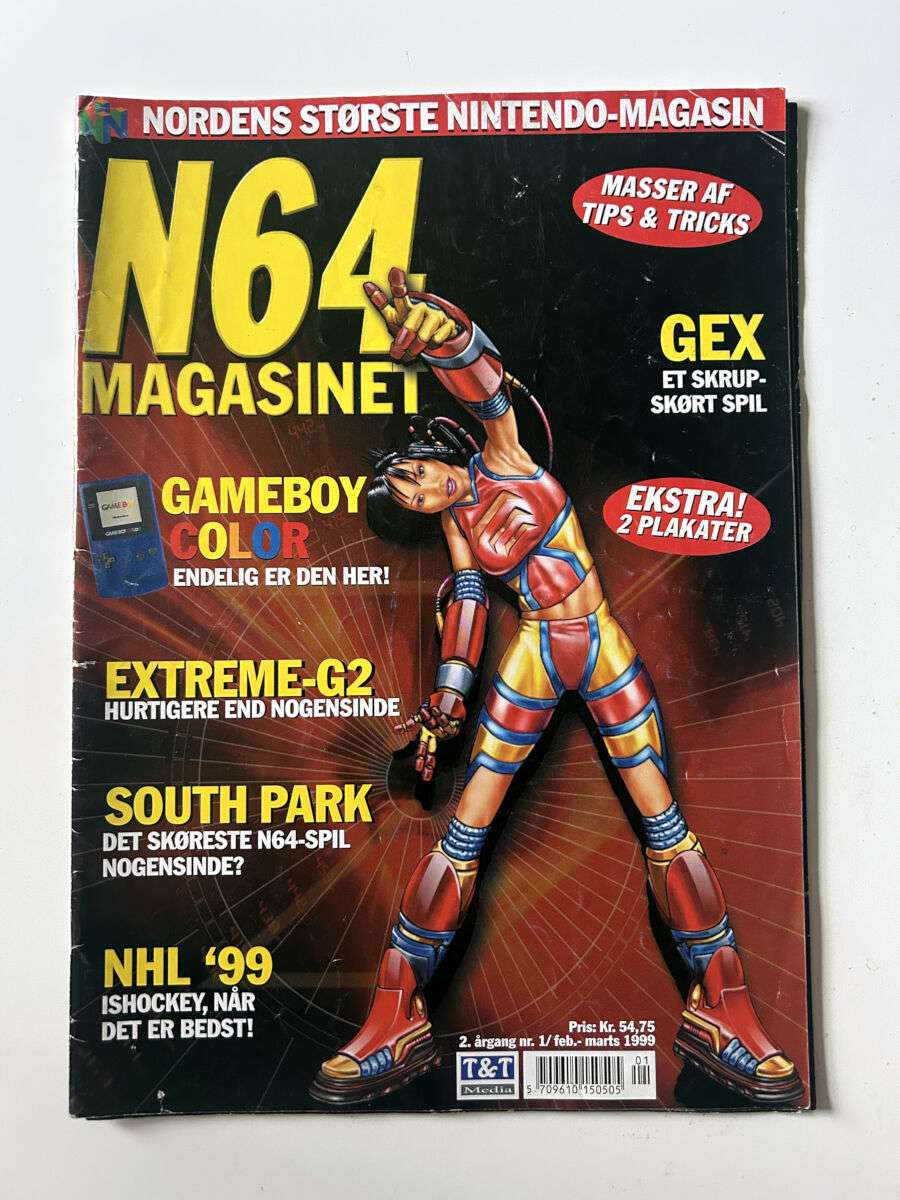 NORDENS STØRSTE NINTENDO-MAGASIN
N64
MAGASINET
MASSER AF
TIPS & TRICKS
GEX
ET SKRUP-
SKØRT SPIL
GAME BOY
GAMEBOY
COLOR
ENDELIG ER DEN HER!
EKSTRA!
2 PLAKATER
EXTREME-G2
HURTIGERE END NOGENSINDE
SOUTH PARK
DET SKØRESTE N64-SPIL
NOGENSINDE?
NHL ‘99
ISHOCKEY, NÅR
DET ER BEDST!
Pris: Kr. 54,75
2. årgang nr. 1/ feb.- marts 1999
T&T
Media
01
5 709610 150505